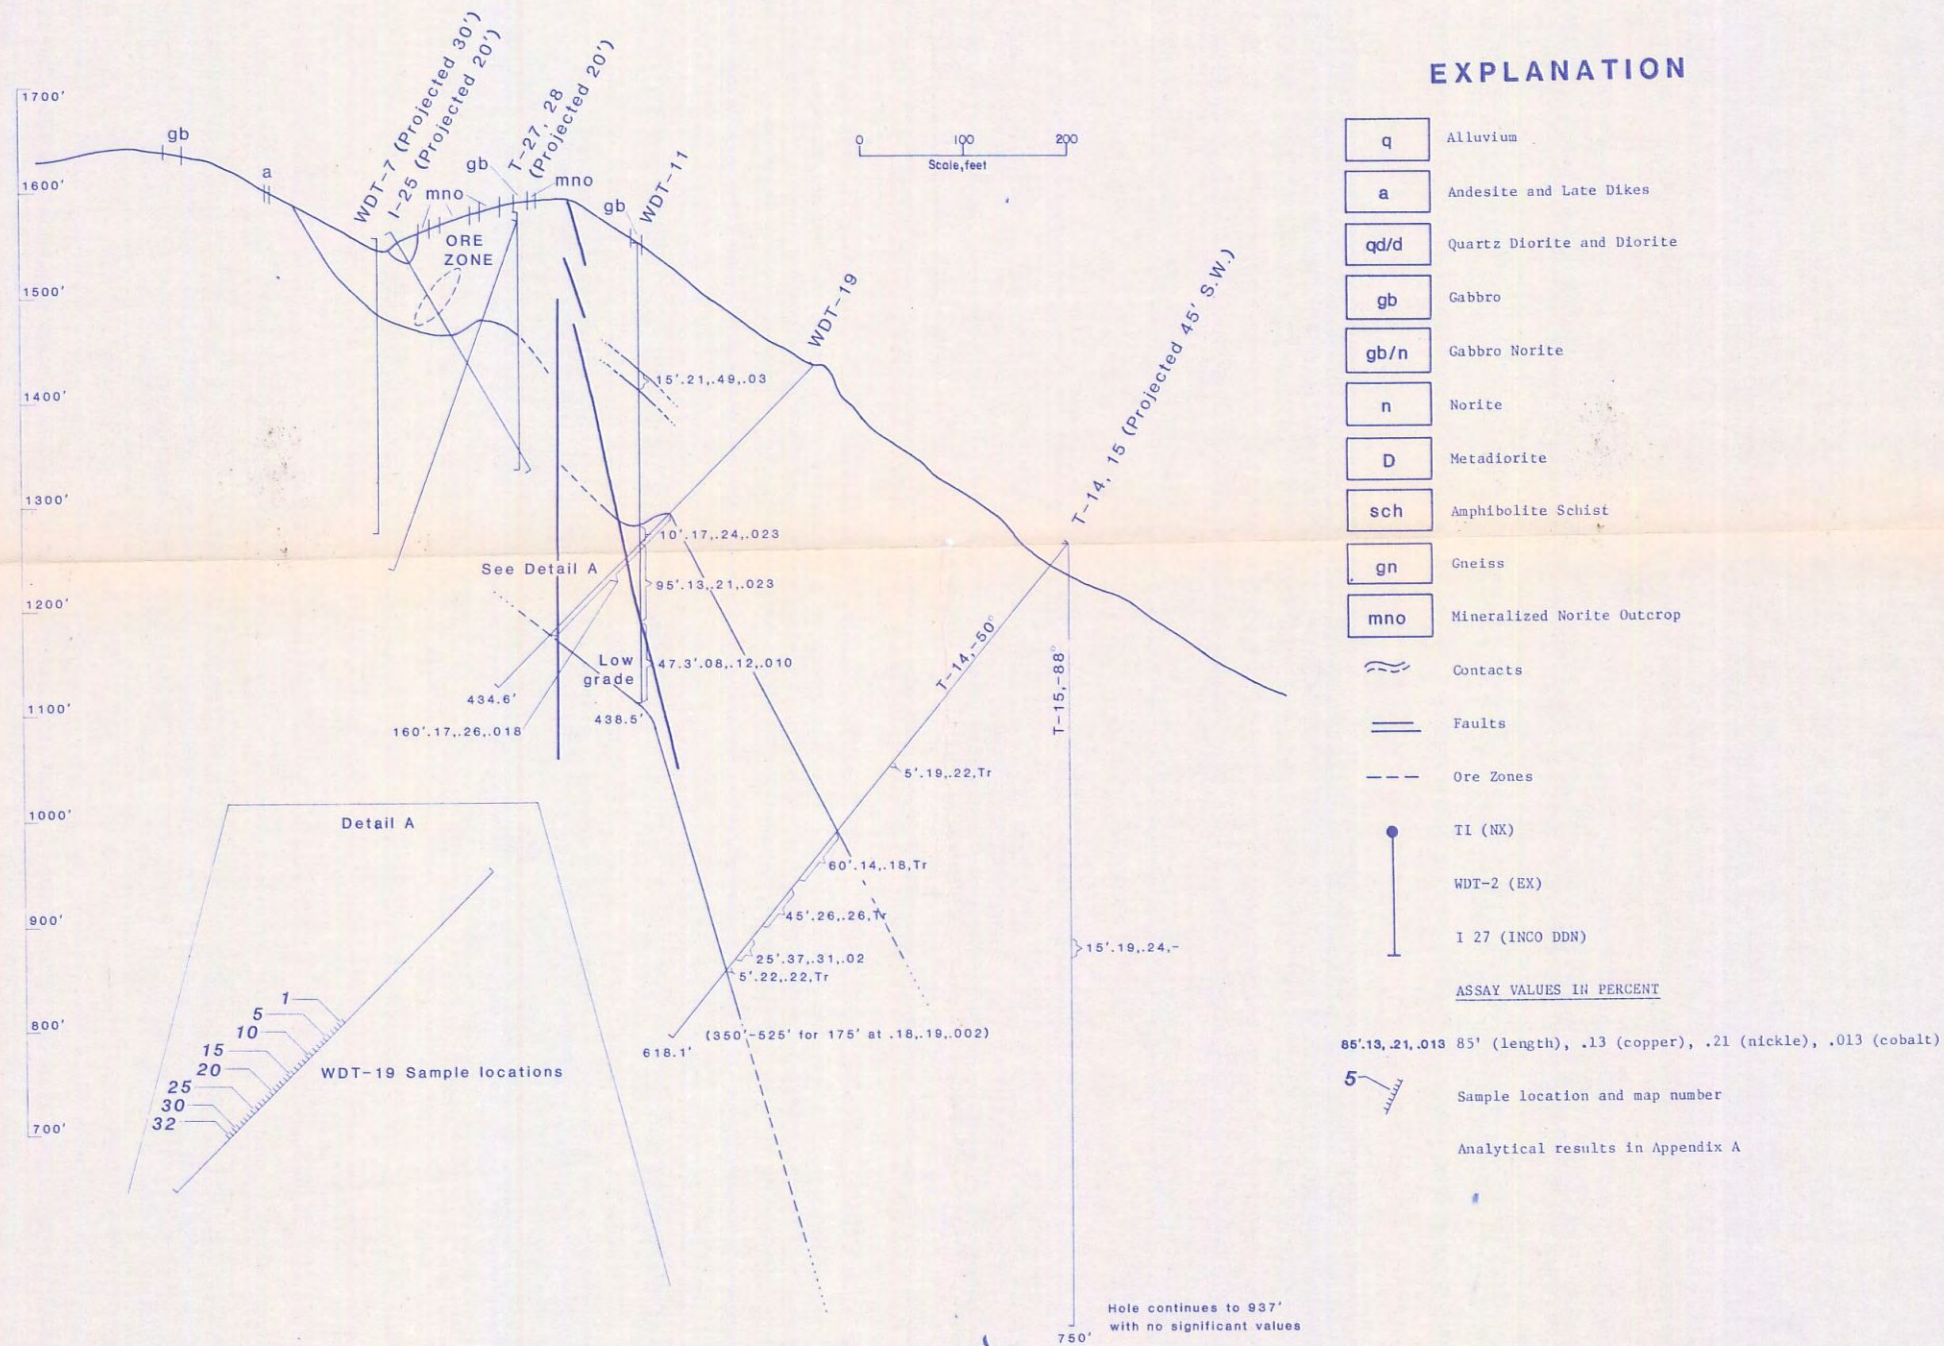 EXPLANATION
q Alluvium
a Andesite and Late Dikes
qd/d Quartz Diorite and Diorite
gb Gabbro
gb/n Gabbro Norite
n Norite
D Metadiorite
sch Amphibolite Schist
gn Gneiss
mno Mineralized Norite Outcrop
Contacts
Faults
Ore Zones
TI (NX)
WDT-2 (EX)
I 27 (INCO DDN)
ASSAY VALUES IN PERCENT
85'.13,.21,.013 85' (length), .13 (copper), .21 (nickle), .013 (cobalt)
5 Sample location and map number
Analytical results in Appendix A
1700'
1600'
1500'
1400'
1300'
1200'
1100'
1000'
900'
800'
700'
gb
a
WDT-7 (Projected 30')
I-25 (Projected 20')
mno
gb
T-27, 28
(Projected 20')
mno
gb
WDT-11
ORE
ZONE
0 100 200
Scale, feet
WDT-19
T-14, 15 (Projected 45' S.W.)
15'.21,.49,.03
10'.17,.24,.023
See Detail A
95'.13,.21,.023
Low
grade
47.3'.08,.12,.010
434.6'
438.5'
160'.17,.26,.018
T-14,-50°
T-15,-88°
5'.19,.22,Tr
60'.14,.18,Tr
45'.26,.26,Tr
25'.37,.31,.02
5'.22,.22,Tr
15'.19,.24,-
(350'-525' for 175' at .18,.19,.002)
618.1'
Detail A
1
5
10
15
20
25
30
32
WDT-19 Sample locations
Hole continues to 937'
with no significant values
750'